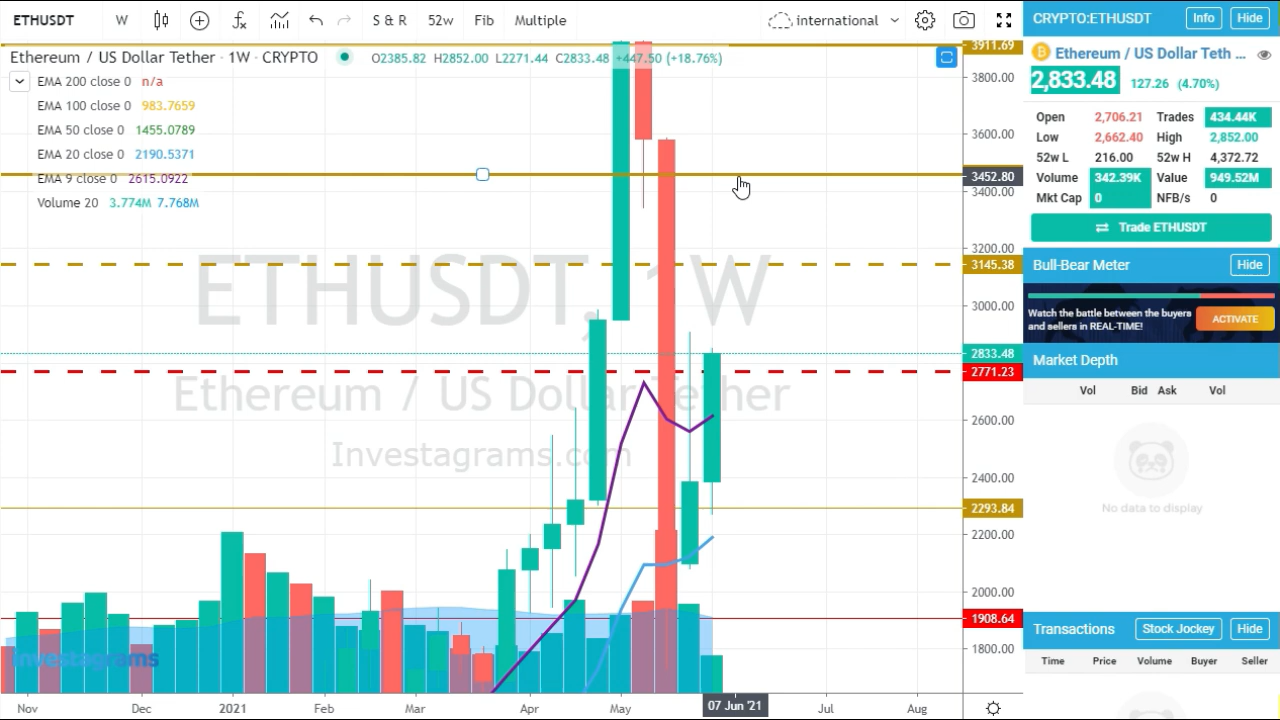 ETHUSDT W S & R 52w Fib Multiple international
Ethereum / US Dollar Tether · 1W · CRYPTO O2385.82 H2852.00 L2271.44 C2833.48 +447.50 (+18.76%)
EMA 200 close 0 n/a
EMA 100 close 0 983.7659
EMA 50 close 0 1455.0789
EMA 20 close 0 2190.5371
EMA 9 close 0 2615.0922
Volume 20 3.774M 7.768M
ETHUSDT, 1W
Ethereum / US Dollar Tether
Investagrams.com
investagrams
3911.69
3800.00
3600.00
3452.80
3400.00
3200.00
3145.38
3000.00
2833.48
2771.23
2600.00
2400.00
2293.84
2200.00
2000.00
1908.64
1800.00
Nov Dec 2021 Feb Mar Apr May 07 Jun '21 Jul Aug
CRYPTO:ETHUSDT Info Hide
Ethereum / US Dollar Teth ...
2,833.48 127.26 (4.70%)
Open 2,706.21 Trades 434.44K
Low 2,662.40 High 2,852.00
52w L 216.00 52w H 4,372.72
Volume 342.39K Value 949.52M
Mkt Cap 0 NFB/s 0
Trade ETHUSDT
Bull-Bear Meter Hide
Watch the battle between the buyers
and sellers in REAL-TIME! ACTIVATE
Market Depth
Vol Bid Ask Vol
No data to display
Transactions Stock Jockey Hide
Time Price Volume Buyer Seller